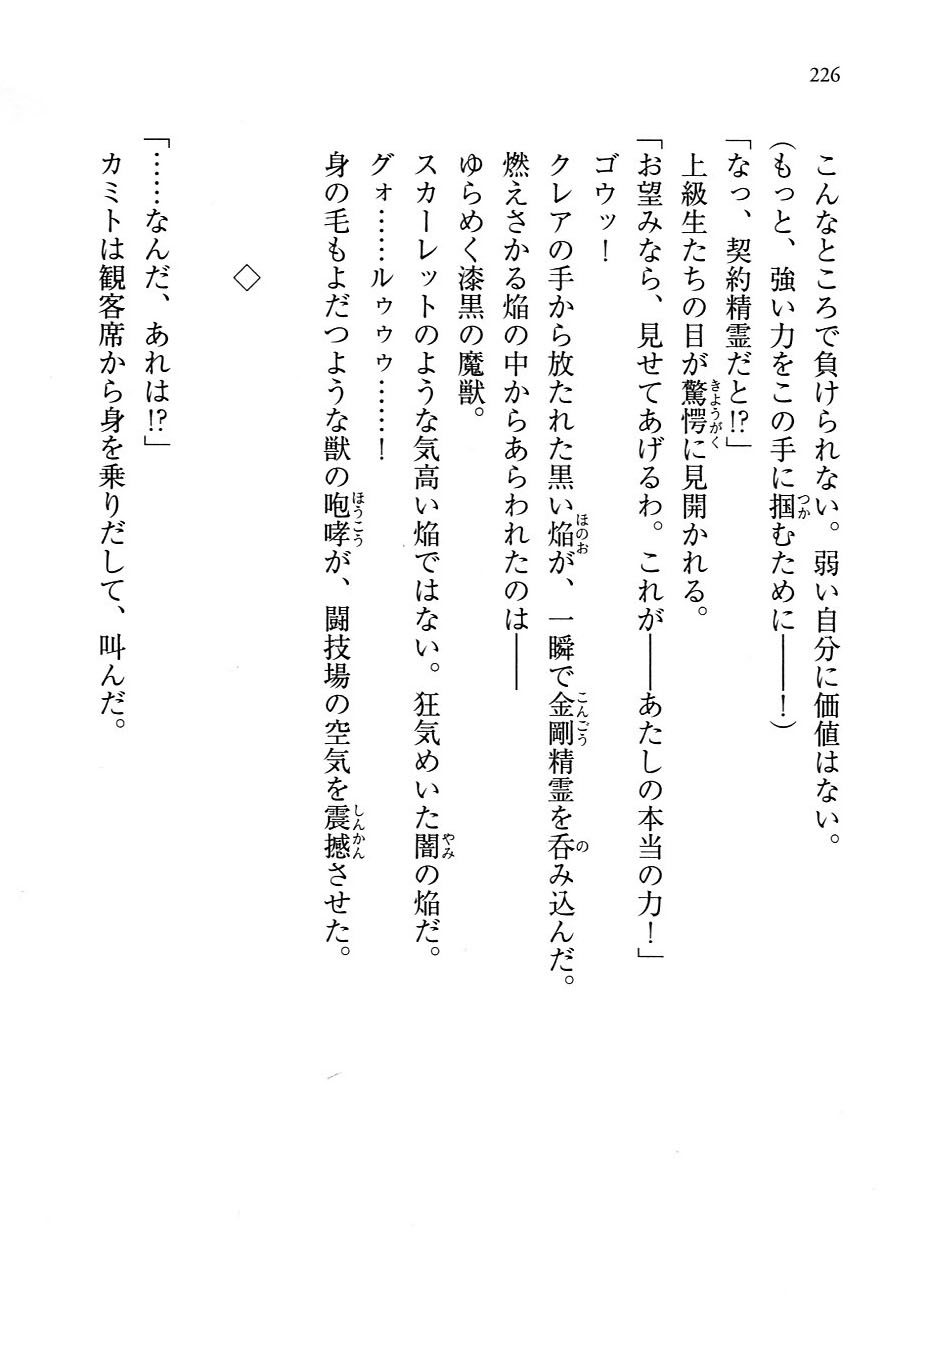 226
こんなところで負けられない。弱い自分に価値はない。
(もっと、強い力をこの手に掴むために――！)
「なっ、契約精霊だと!?」
上級生たちの目が驚愕に見開かれる。
「お望みなら、見せてあげるわ。これが――あたしの本当の力！」
ゴウッ！
クレアの手から放たれた黒い焔が、一瞬で金剛精霊を呑み込んだ。
燃えさかる焔の中からあらわれたのは――
ゆらめく漆黒の魔獣。
スカーレットのような気高い焔ではない。狂気めいた闇の焔だ。
グォ……ルゥゥゥ……！
身の毛もよだつような獣の咆哮が、闘技場の空気を震撼させた。
◇
「……なんだ、あれは!?」
カミトは観客席から身を乗りだして、叫んだ。